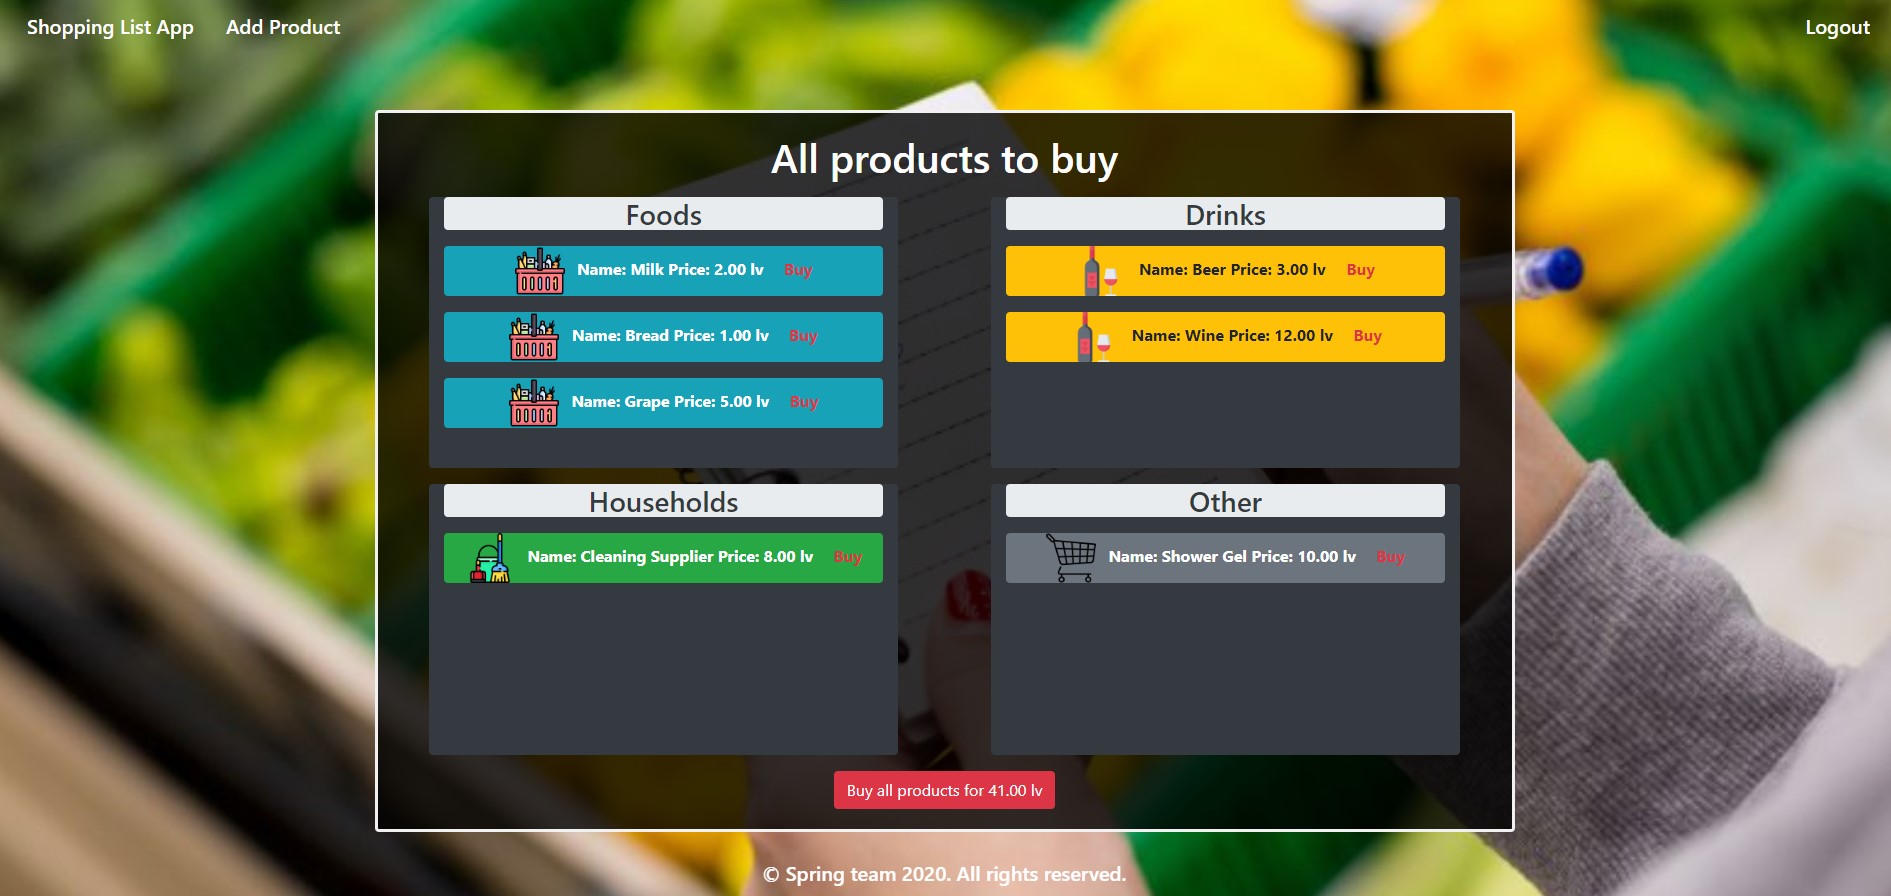 Shopping List App Add Product Logout
All products to buy
Foods
Name: Milk Price: 2.00 lv Buy
Name: Bread Price: 1.00 lv Buy
Name: Grape Price: 5.00 lv Buy
Drinks
Name: Beer Price: 3.00 lv Buy
Name: Wine Price: 12.00 lv Buy
Households
Name: Cleaning Supplier Price: 8.00 lv Buy
Other
Name: Shower Gel Price: 10.00 lv Buy
Buy all products for 41.00 lv
© Spring team 2020. All rights reserved.